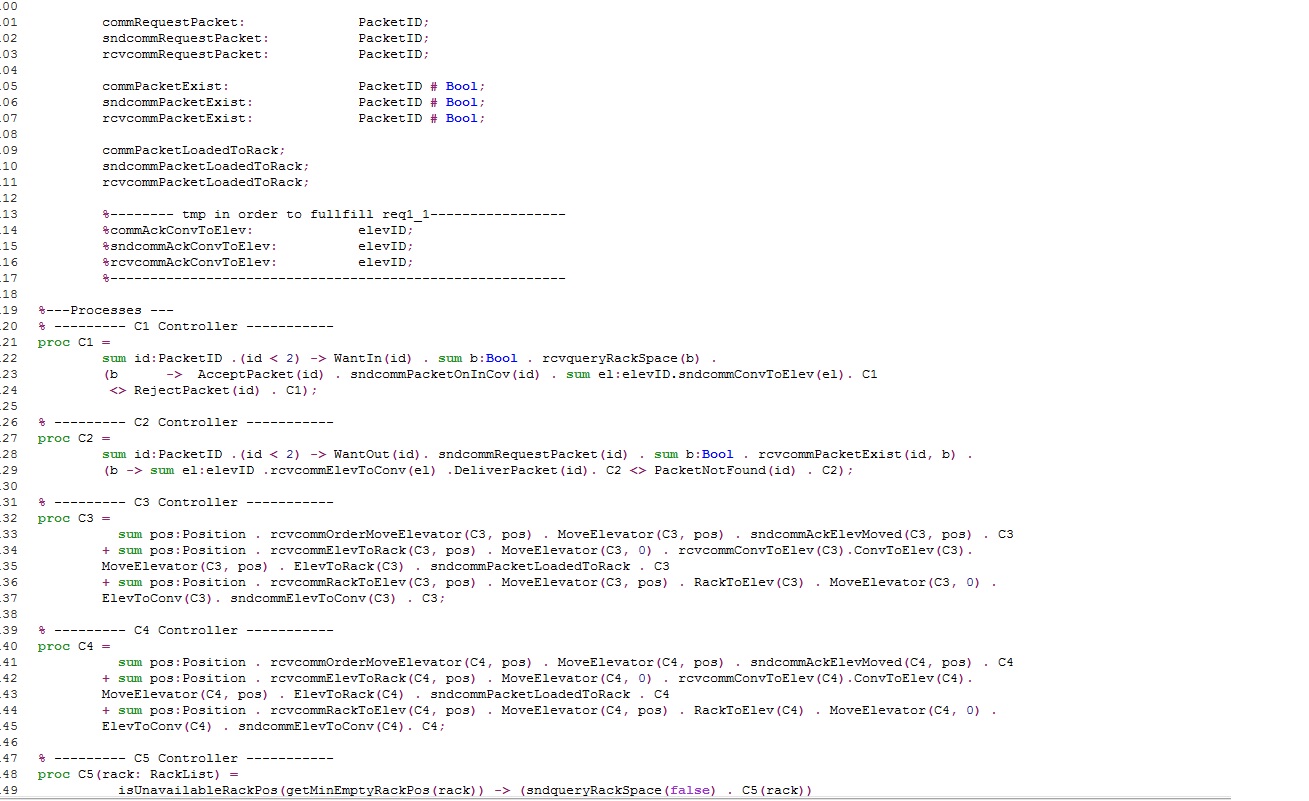 .00
.01 commRequestPacket: PacketID;
.02 sndcommRequestPacket: PacketID;
.03 rcvcommRequestPacket: PacketID;
.04
.05 commPacketExist: PacketID # Bool;
.06 sndcommPacketExist: PacketID # Bool;
.07 rcvcommPacketExist: PacketID # Bool;
.08
.09 commPacketLoadedToRack;
.10 sndcommPacketLoadedToRack;
.11 rcvcommPacketLoadedToRack;
.12
.13 %-------- tmp in order to fullfill req1_1-----------------
.14 %commAckConvToElev: elevID;
.15 %sndcommAckConvToElev: elevID;
.16 %rcvcommAckConvToElev: elevID;
.17 %---------------------------------------------------------
.18
.19 %---Processes ---
.20 % --------- C1 Controller -----------
.21 proc C1 =
.22 sum id:PacketID .(id < 2) -> WantIn(id) . sum b:Bool . rcvqueryRackSpace(b) .
.23 (b -> AcceptPacket(id) . sndcommPacketOnInCov(id) . sum el:elevID.sndcommConvToElev(el). C1
.24 <> RejectPacket(id) . C1);
.25
.26 % --------- C2 Controller -----------
.27 proc C2 =
.28 sum id:PacketID .(id < 2) -> WantOut(id). sndcommRequestPacket(id) . sum b:Bool . rcvcommPacketExist(id, b) .
.29 (b -> sum el:elevID .rcvcommElevToConv(el) .DeliverPacket(id). C2 <> PacketNotFound(id) . C2);
.30
.31 % --------- C3 Controller -----------
.32 proc C3 =
.33 sum pos:Position . rcvcommOrderMoveElevator(C3, pos) . MoveElevator(C3, pos) . sndcommAckElevMoved(C3, pos) . C3
.34 + sum pos:Position . rcvcommElevToRack(C3, pos) . MoveElevator(C3, 0) . rcvcommConvToElev(C3).ConvToElev(C3).
.35 MoveElevator(C3, pos) . ElevToRack(C3) . sndcommPacketLoadedToRack . C3
.36 + sum pos:Position . rcvcommRackToElev(C3, pos) . MoveElevator(C3, pos) . RackToElev(C3) . MoveElevator(C3, 0) .
.37 ElevToConv(C3). sndcommElevToConv(C3) . C3;
.38
.39 % --------- C4 Controller -----------
.40 proc C4 =
.41 sum pos:Position . rcvcommOrderMoveElevator(C4, pos) . MoveElevator(C4, pos) . sndcommAckElevMoved(C4, pos) . C4
.42 + sum pos:Position . rcvcommElevToRack(C4, pos) . MoveElevator(C4, 0) . rcvcommConvToElev(C4).ConvToElev(C4).
.43 MoveElevator(C4, pos) . ElevToRack(C4) . sndcommPacketLoadedToRack . C4
.44 + sum pos:Position . rcvcommRackToElev(C4, pos) . MoveElevator(C4, pos) . RackToElev(C4) . MoveElevator(C4, 0) .
.45 ElevToConv(C4) . sndcommElevToConv(C4). C4;
.46
.47 % --------- C5 Controller -----------
.48 proc C5(rack: RackList) =
.49 isUnavailableRackPos(getMinEmptyRackPos(rack)) -> (sndqueryRackSpace(false) . C5(rack))